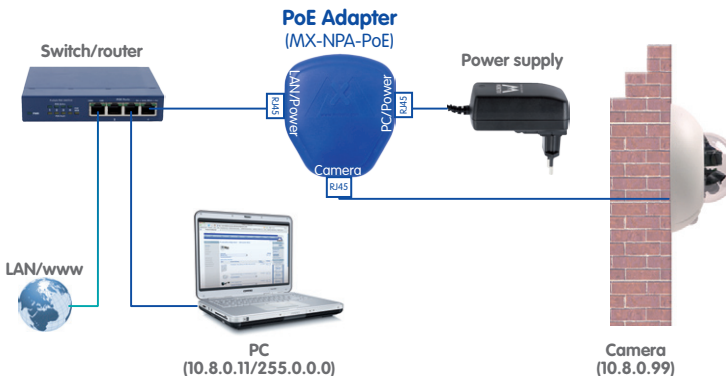 PoE Adapter
(MX-NPA-PoE)
Switch/router
Power supply
LAN/Power
PC/Power
RJ45
RJ45
Camera
RJ45
LAN/www
PC
(10.8.0.11/255.0.0.0)
Camera
(10.8.0.99)